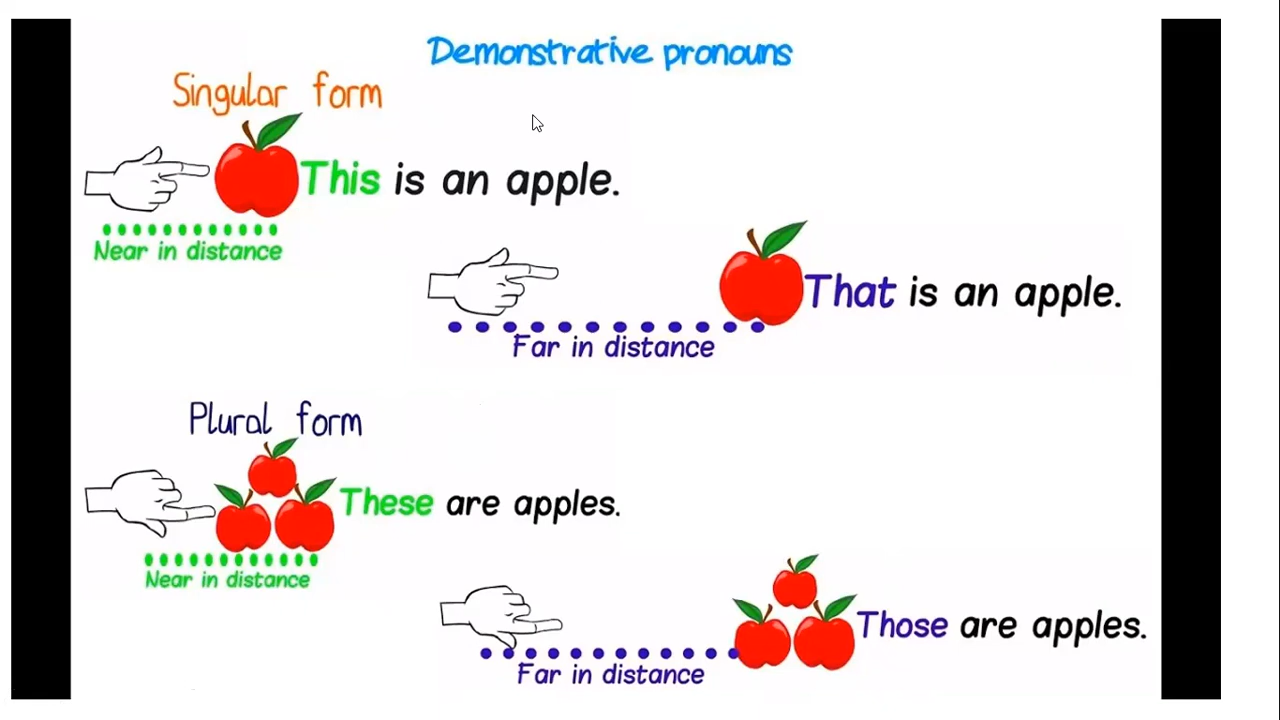 Demonstrative pronouns
Singular form
This is an apple.
Near in distance
That is an apple.
Far in distance
Plural form
These are apples.
Near in distance
Those are apples.
Far in distance